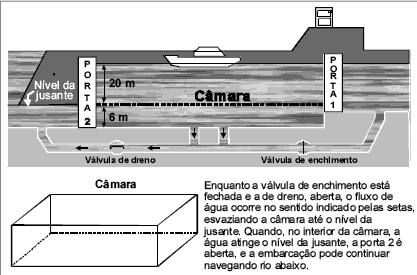 PORTA 2
PORTA 1
Nível da
jusante
20 m
Câmara
6 m
Válvula de dreno
Válvula de enchimento
Câmara
Enquanto a válvula de enchimento está
fechada e a de dreno, aberta, o fluxo de
água ocorre no sentido indicado pelas setas,
esvaziando a câmara até o nível da
jusante. Quando, no interior da câmara, a
água atinge o nível da jusante, a porta 2 é
aberta, e a embarcação pode continuar
navegando rio abaixo.